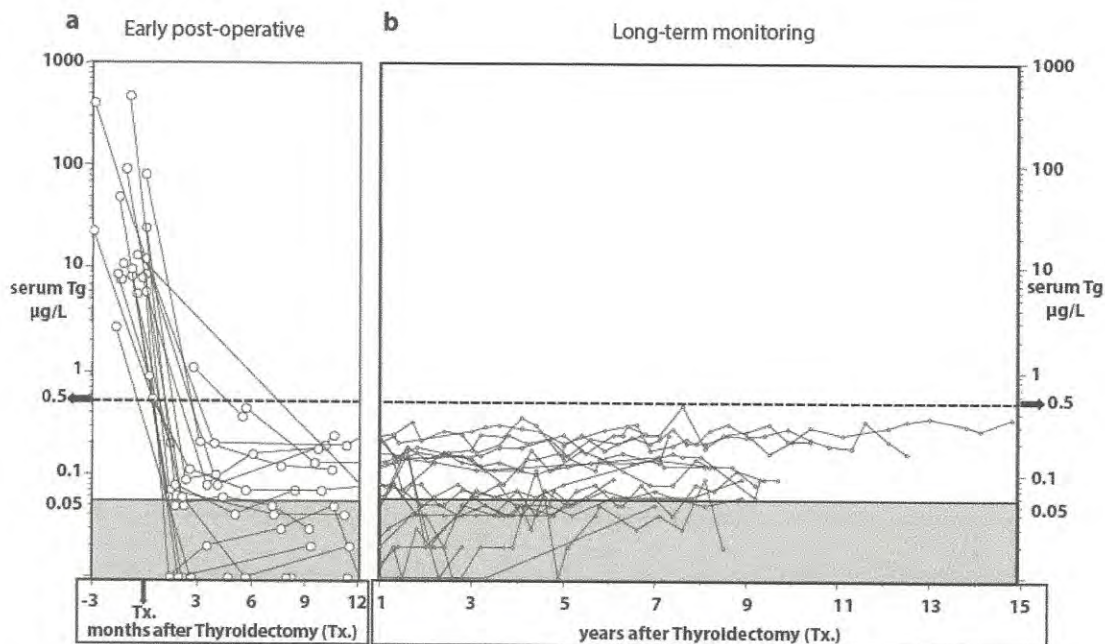 a Early post-operative
b Long-term monitoring
1000
100
10
serum Tg
µg/L
1
0.5
0.1
0.05
-3 3 6 9 12
Tx.
months after Thyroidectomy (Tx.)
1000
100
10
serum Tg
µg/L
1
0.5
0.1
0.05
1 3 5 7 9 11 13 15
years after Thyroidectomy (Tx.)